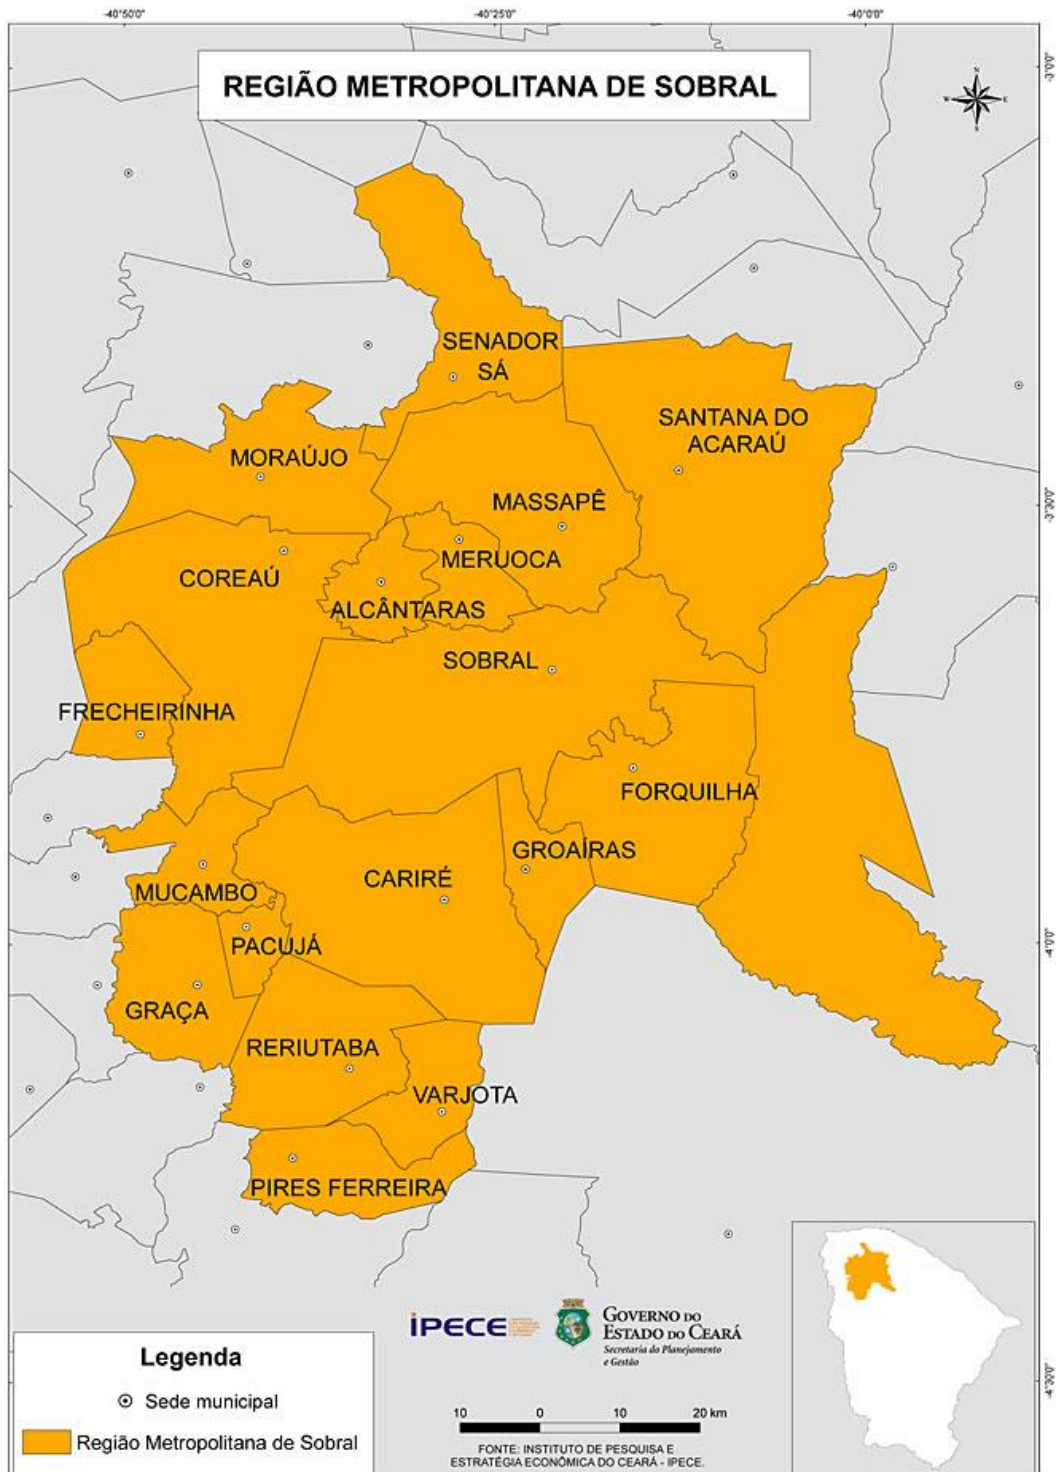 -40°50'0"
-40°25'0"
-40°0'0"
REGIÃO METROPOLITANA DE SOBRAL
N
W
E
S
-3°0'0"
SENADOR
SÁ
SANTANA DO
ACARAÚ
MORAÚJO
MASSAPÊ
-3°30'0"
MERUOCA
COREAÚ
ALCÂNTARAS
SOBRAL
FRECHEIRINHA
FORQUILHA
GROAÍRAS
CARIRÉ
MUCAMBO
PACUJÁ
-4°0'0"
GRAÇA
RERIUTABA
VARJOTA
PIRES FERREIRA
IPECE
GOVERNO DO
ESTADO DO CEARÁ
Secretaria do Planejamento
e Gestão
-4°30'0"
Legenda
Sede municipal
Região Metropolitana de Sobral
10 0 10 20 km
FONTE: INSTITUTO DE PESQUISA E
ESTRATÉGIA ECONÔMICA DO CEARÁ - IPECE.